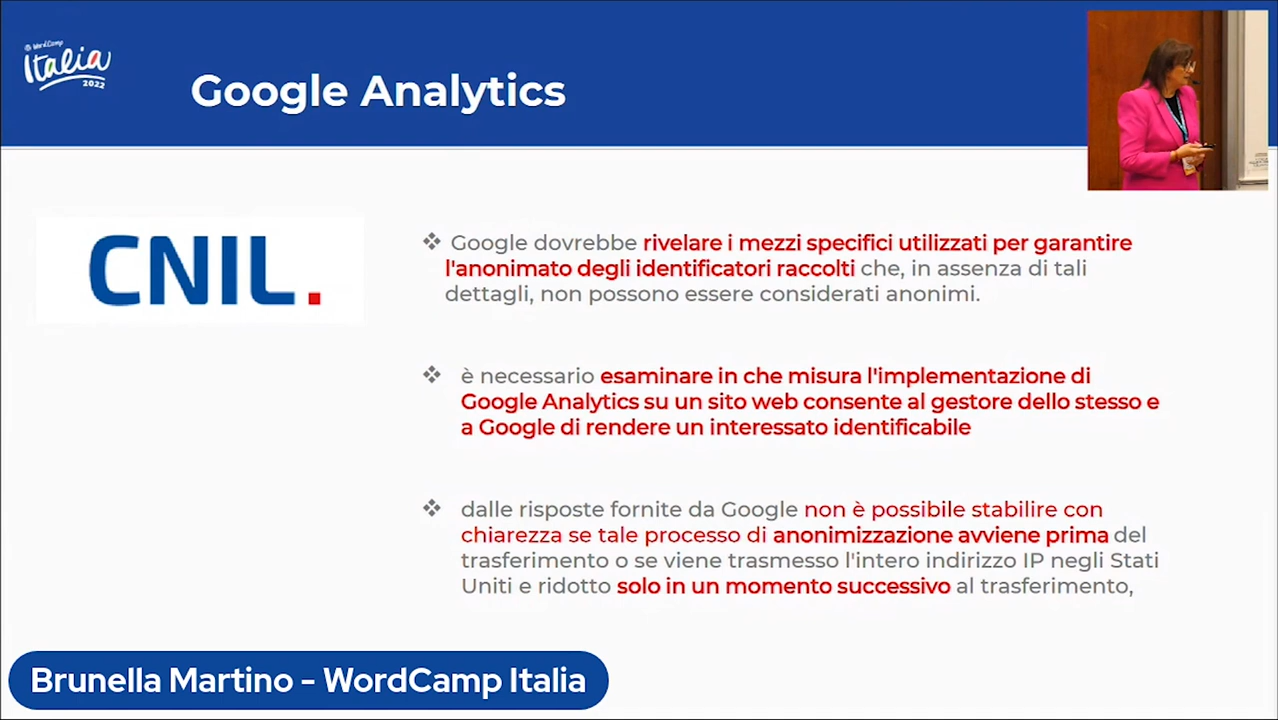 WordCamp
Italia
2022
Google Analytics
CNIL.
❖ Google dovrebbe rivelare i mezzi specifici utilizzati per garantire
l'anonimato degli identificatori raccolti che, in assenza di tali
dettagli, non possono essere considerati anonimi.
❖ è necessario esaminare in che misura l'implementazione di
Google Analytics su un sito web consente al gestore dello stesso e
a Google di rendere un interessato identificabile
❖ dalle risposte fornite da Google non è possibile stabilire con
chiarezza se tale processo di anonimizzazione avviene prima del
trasferimento o se viene trasmesso l'intero indirizzo IP negli Stati
Uniti e ridotto solo in un momento successivo al trasferimento,
Brunella Martino - WordCamp Italia